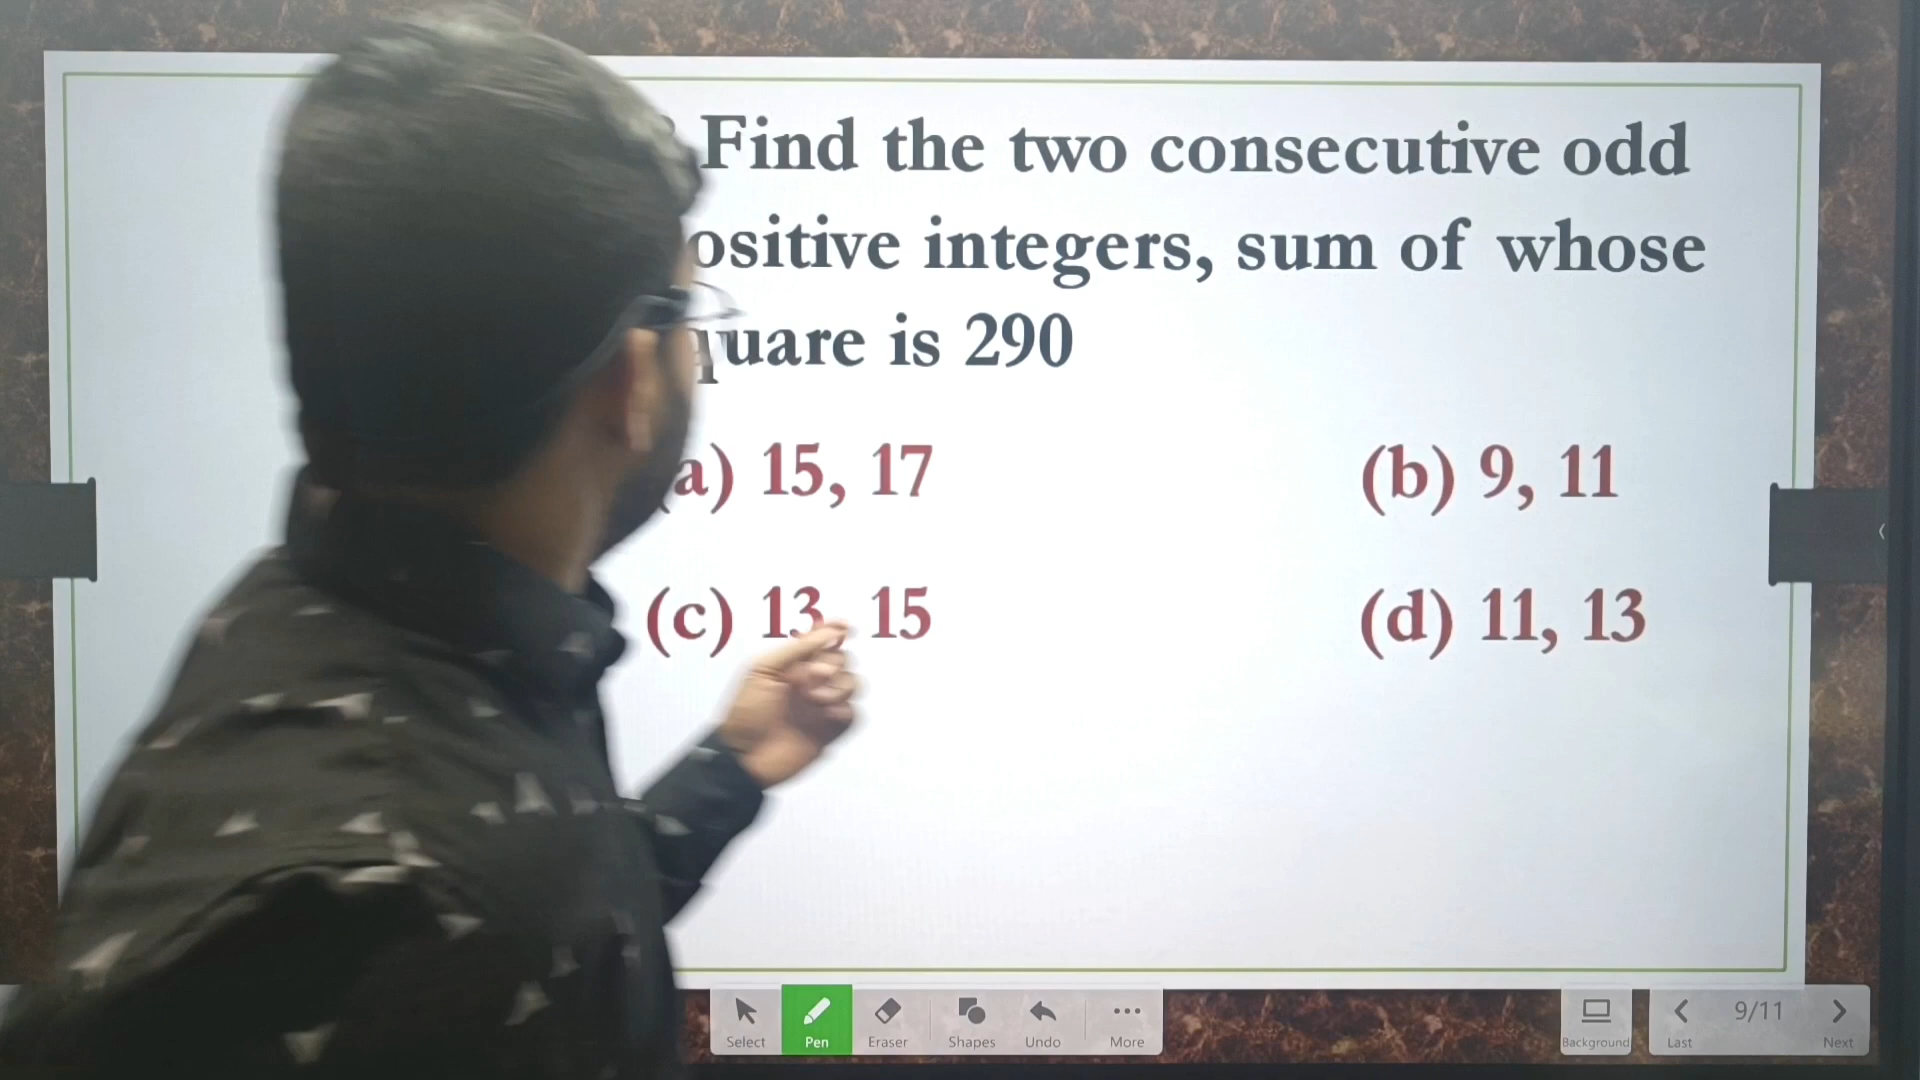 Find the two consecutive odd
ositive integers, sum of whose
quare is 290
a) 15, 17
(b) 9, 11
(c) 13, 15
(d) 11, 13
Select Pen Eraser Shapes Undo More
Background Last 9/11 Next